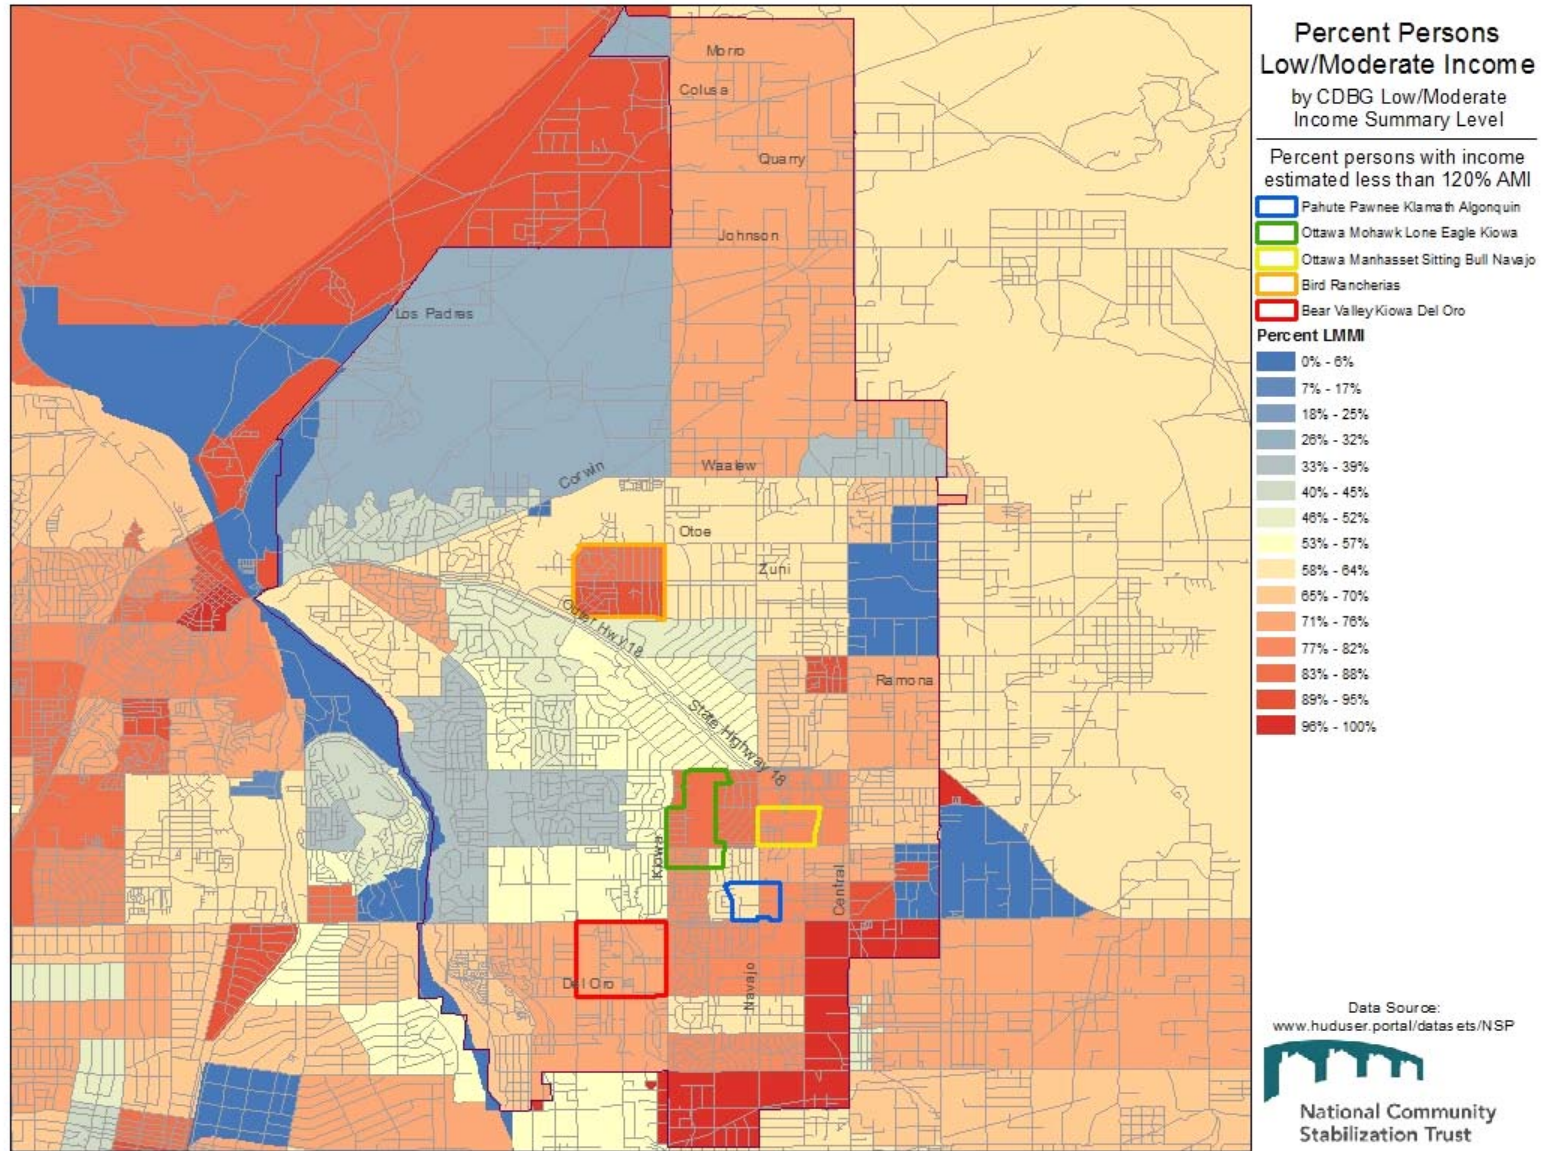 Morro
Colusa
Quarry
Johnson
Los Padres
Corwin
Waalew
Otoe
Zuni
Outer Hwy 18
Ramona
State Highway 18
Kiowa
Central
Navajo
Del Oro
Percent Persons
Low/Moderate Income
by CDBG Low/Moderate
Income Summary Level
Percent persons with income
estimated less than 120% AMI
Pahute Pawnee Klamath Algonquin
Ottawa Mohawk Lone Eagle Kiowa
Ottawa Manhasset Sitting Bull Navajo
Bird Rancherias
Bear Valley Kiowa Del Oro
Percent LMMI
0% - 6%
7% - 17%
18% - 25%
26% - 32%
33% - 39%
40% - 45%
46% - 52%
53% - 57%
58% - 64%
65% - 70%
71% - 76%
77% - 82%
83% - 88%
89% - 95%
96% - 100%
Data Source:
www.huduser.portal/datasets/NSP
National Community
Stabilization Trust